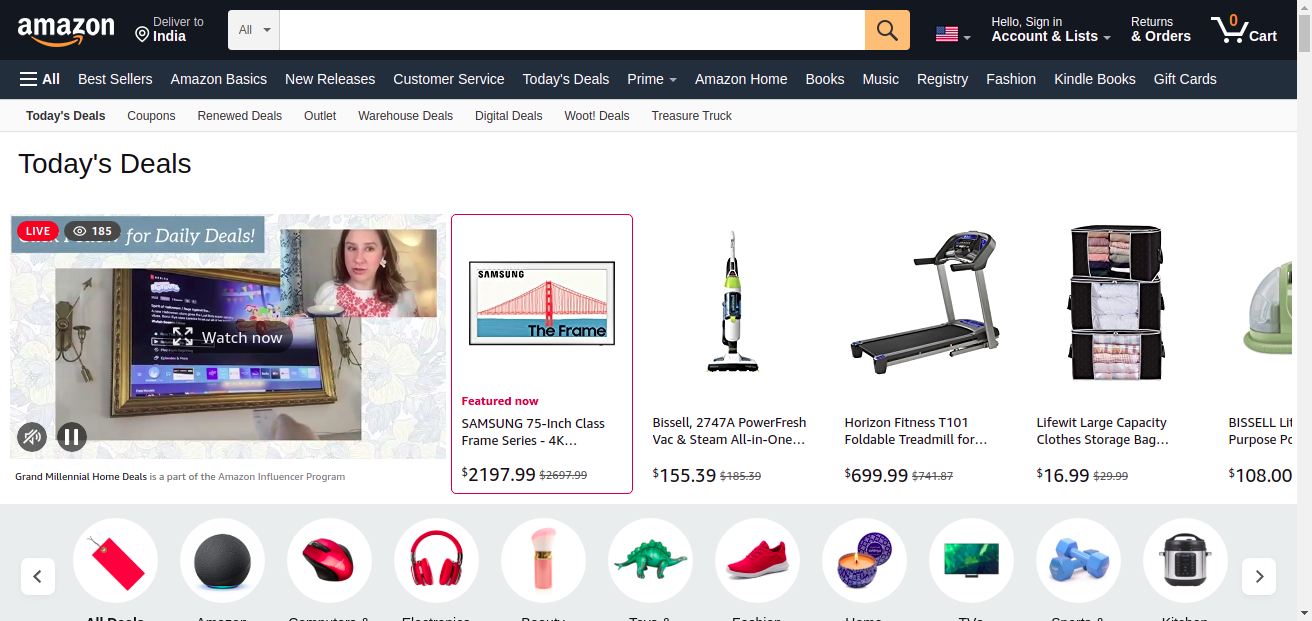 amazon
Deliver to
India
All
Hello, Sign in
Account & Lists
Returns
& Orders
0
Cart
All
Best Sellers
Amazon Basics
New Releases
Customer Service
Today's Deals
Prime
Amazon Home
Books
Music
Registry
Fashion
Kindle Books
Gift Cards
Today's Deals
Coupons
Renewed Deals
Outlet
Warehouse Deals
Digital Deals
Woot! Deals
Treasure Truck
Today's Deals
LIVE
185
for Daily Deals!
Watch now
Grand Millennial Home Deals is a part of the Amazon Influencer Program
SAMSUNG
The Frame
Featured now
SAMSUNG 75-Inch Class
Frame Series - 4K...
$2197.99 $2697.99
Bissell, 2747A PowerFresh
Vac & Steam All-in-One...
$155.39 $185.39
Horizon Fitness T101
Foldable Treadmill for...
$699.99 $741.87
Lifewit Large Capacity
Clothes Storage Bag...
$16.99 $29.99
BISSELL
Purpose
$108.00
All Deals
Amazon
Computers &
Electronics
Beauty
Toys &
Fashion
Home
TVs
Sports &
Kitchen